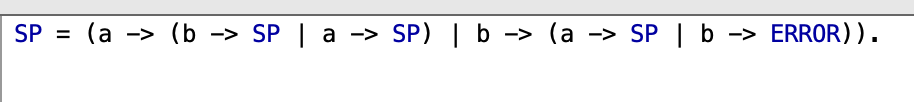 SP = (a -> (b -> SP | a -> SP) | b -> (a -> SP | b -> ERROR)).